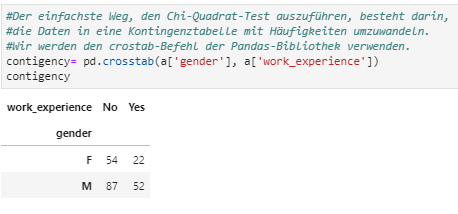 #Der einfachste Weg, den Chi-Quadrat-Test auszuführen, besteht darin,
#die Daten in eine Kontingenztabelle mit Häufigkeiten umzuwandeln.
#Wir werden den crostab-Befehl der Pandas-Bibliothek verwenden.
contigency= pd.crosstab(a['gender'], a['work_experience'])
contigency
work_experience No Yes
gender
F 54 22
M 87 52